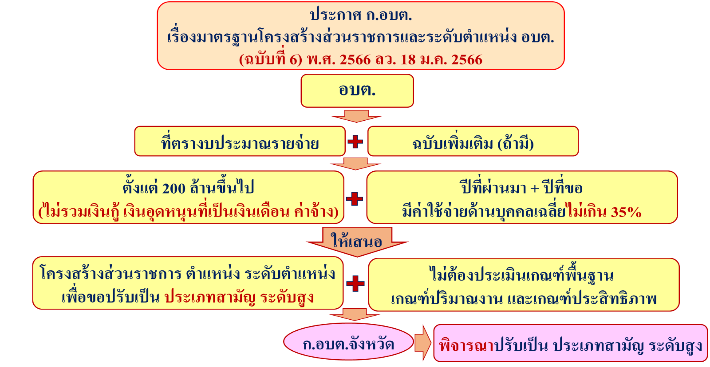 ประกาศ ก.อบต.
เรื่องมาตรฐานโครงสร้างส่วนราชการและระดับตำแหน่ง อบต.
(ฉบับที่ 6) พ.ศ. 2566 ลว. 18 ม.ค. 2566
อบต.
ที่ตรางบประมาณรายจ่าย
ฉบับเพิ่มเติม (ถ้ามี)
ตั้งแต่ 200 ล้านขึ้นไป
(ไม่รวมเงินกู้ เงินอุดหนุนที่เป็นเงินเดือน ค่าจ้าง)
ปีที่ผ่านมา + ปีที่ขอ
มีค่าใช้จ่ายด้านบุคคลเฉลี่ยไม่เกิน 35%
ให้เสนอ
โครงสร้างส่วนราชการ ตำแหน่ง ระดับตำแหน่ง
เพื่อขอปรับเป็น ประเภทสามัญ ระดับสูง
ไม่ต้องประเมินเกณฑ์พื้นฐาน
เกณฑ์ปริมาณงาน และเกณฑ์ประสิทธิภาพ
ก.อบต.จังหวัด
พิจารณาปรับเป็น ประเภทสามัญ ระดับสูง